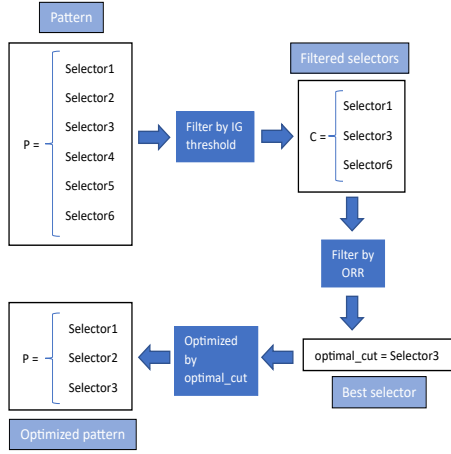 Pattern
P =
Selector1
Selector2
Selector3
Selector4
Selector5
Selector6
Filter by IG
threshold
Filtered selectors
C =
Selector1
Selector3
Selector6
Filter by
ORR
optimal_cut = Selector3
Best selector
Optimized
by
optimal_cut
P =
Selector1
Selector2
Selector3
Optimized pattern